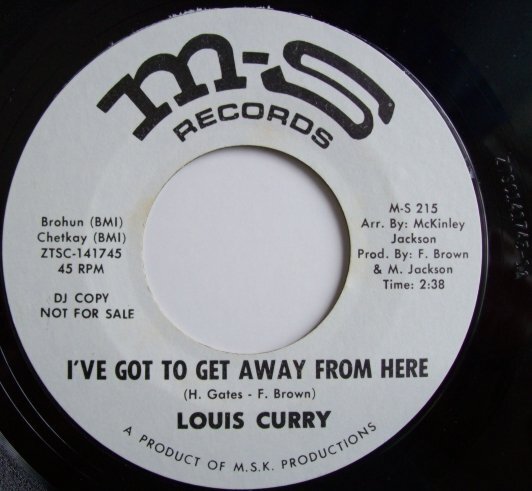 M-S
RECORDS
Brohun (BMI)
Chetkay (BMI)
ZTSC-141745
45 RPM
DJ COPY
NOT FOR SALE
M-S 215
Arr. By: McKinley
Jackson
Prod. By: F. Brown
& M. Jackson
Time: 2:38
I'VE GOT TO GET AWAY FROM HERE
(H. Gates - F. Brown)
LOUIS CURRY
A PRODUCT OF M.S.K. PRODUCTIONS